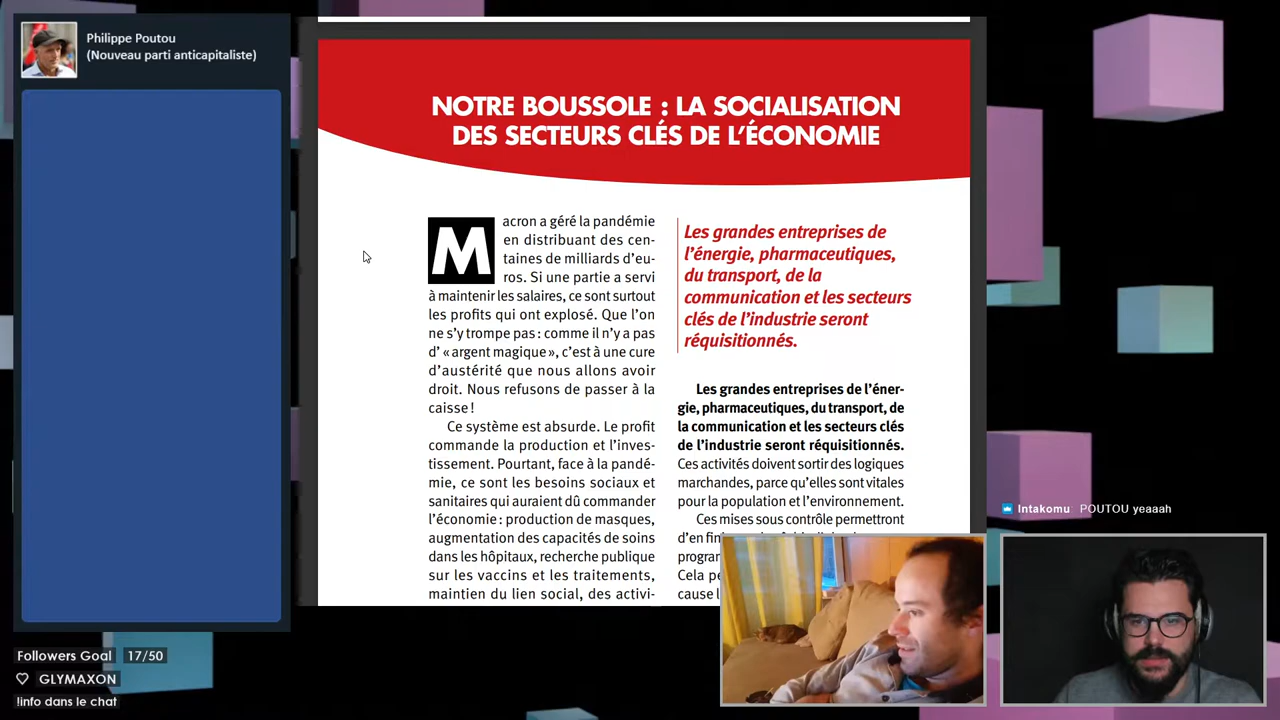 Philippe Poutou
(Nouveau parti anticapitaliste)
NOTRE BOUSSOLE : LA SOCIALISATION
DES SECTEURS CLÉS DE L'ÉCONOMIE
Macron a géré la pandémie
en distribuant des cen-
taines de milliards d'eu-
ros. Si une partie a servi
à maintenir les salaires, ce sont surtout
les profits qui ont explosé. Que l'on
ne s'y trompe pas : comme il n'y a pas
d' « argent magique », c'est à une cure
d'austérité que nous allons avoir
droit. Nous refusons de passer à la
caisse !
Ce système est absurde. Le profit
commande la production et l'inves-
tissement. Pourtant, face à la pandé-
mie, ce sont les besoins sociaux et
sanitaires qui auraient dû commander
l'économie : production de masques,
augmentation des capacités de soins
dans les hôpitaux, recherche publique
sur les vaccins et les traitements,
maintien du lien social, des activi-
Les grandes entreprises de
l'énergie, pharmaceutiques,
du transport, de la
communication et les secteurs
clés de l'industrie seront
réquisitionnés.
Les grandes entreprises de l'éner-
gie, pharmaceutiques, du transport, de
la communication et les secteurs clés
de l'industrie seront réquisitionnés.
Ces activités doivent sortir des logiques
marchandes, parce qu'elles sont vitales
pour la population et l'environnement.
Ces mises sous contrôle permettront
d'en
Cela
cause
Intakomu: POUTOU yeaaah
Followers Goal 17/50
GLYMAXON
!info dans le chat